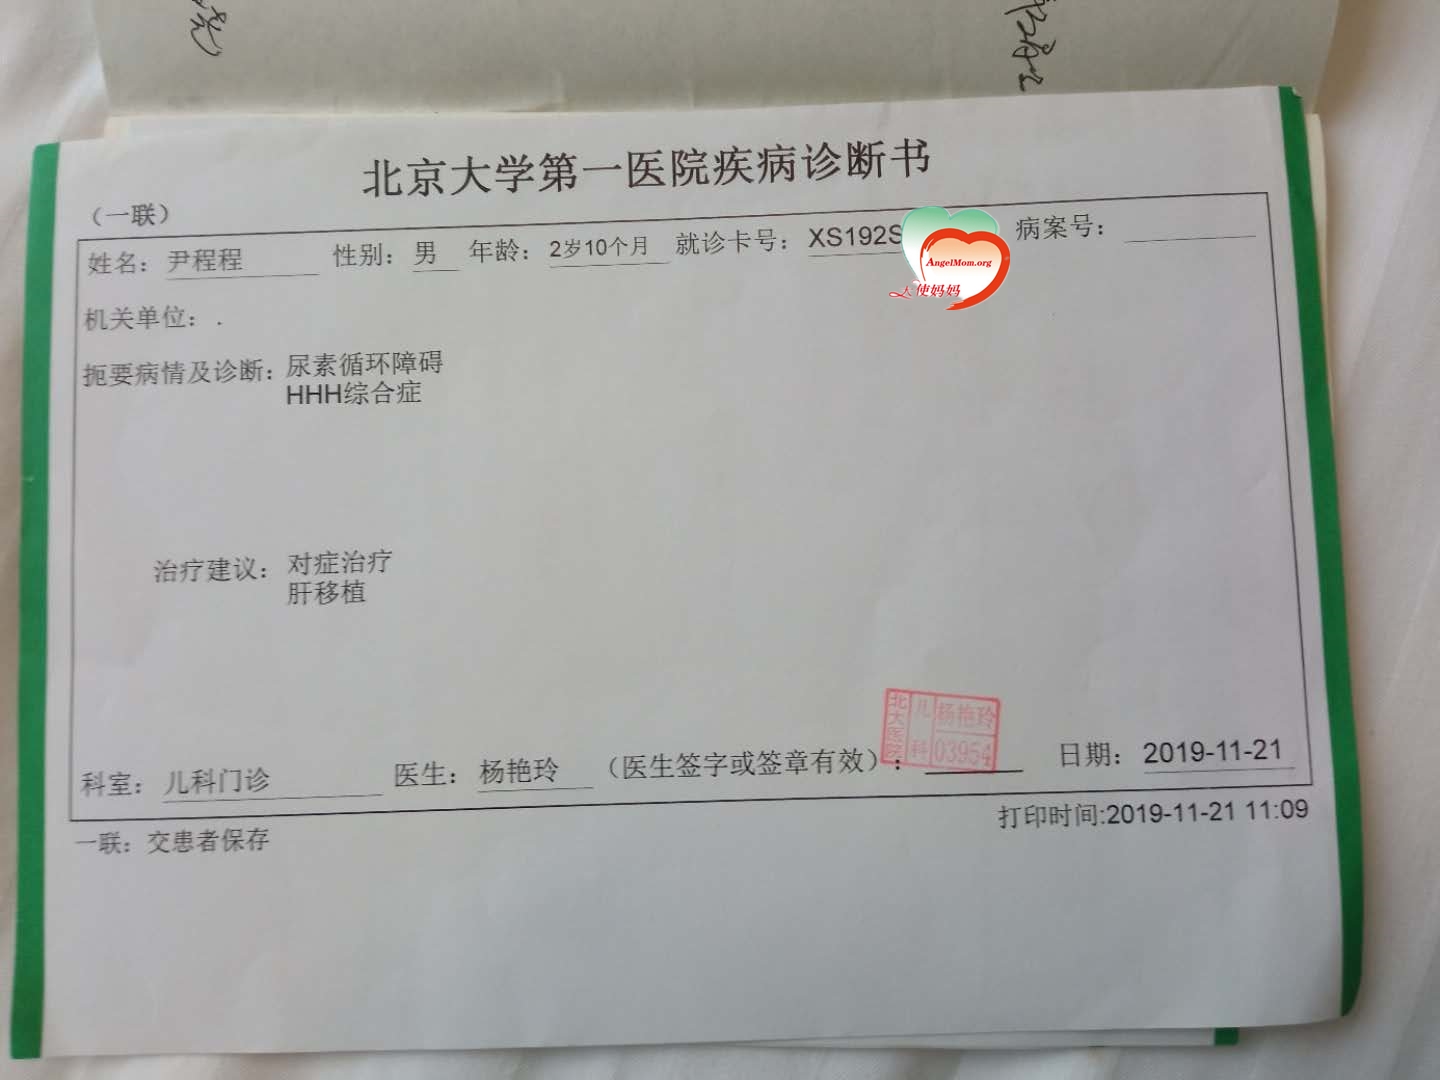 北京大学第一医院疾病诊断书
（一联）
姓名：尹程程 性别：男 年龄：2岁10个月 就诊卡号：XS192S 病案号：
AngelMom.org
天使妈妈
机关单位：.
扼要病情及诊断：尿素循环障碍
HHH综合症
治疗建议：对症治疗
肝移植
北大医院 儿科 杨艳玲 03954
科室：儿科门诊 医生：杨艳玲 （医生签字或签章有效）： 日期：2019-11-21
打印时间:2019-11-21 11:09
一联：交患者保存